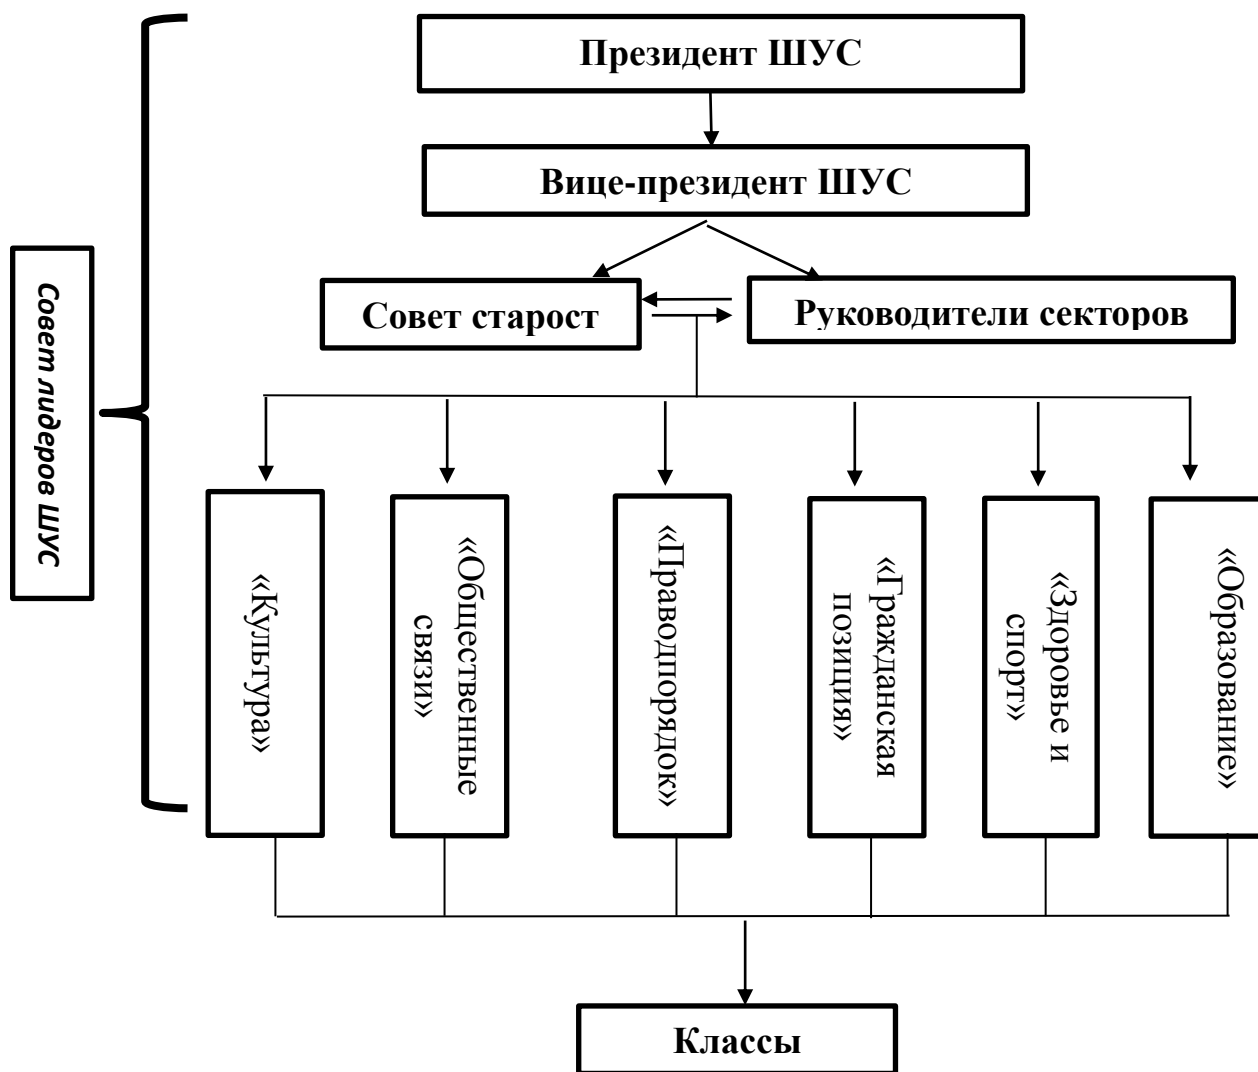 Президент ШУС
Вице-президент ШУС
Совет старост
Руководители секторов
Совет лидеров ШУС
«Культура»
«Общественные
связи»
«Праводпорядок»
«Гражданская
позиция»
«Здоровье и
спорт»
«Образование»
Классы